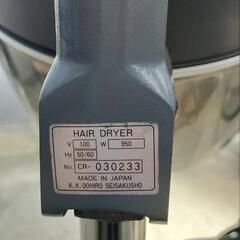 HAIR DRYER
V 100 W 950
Hz 50/60
No. CR- 030233
MADE IN JAPAN
K.K.OOHIRO SEISAKUSHO